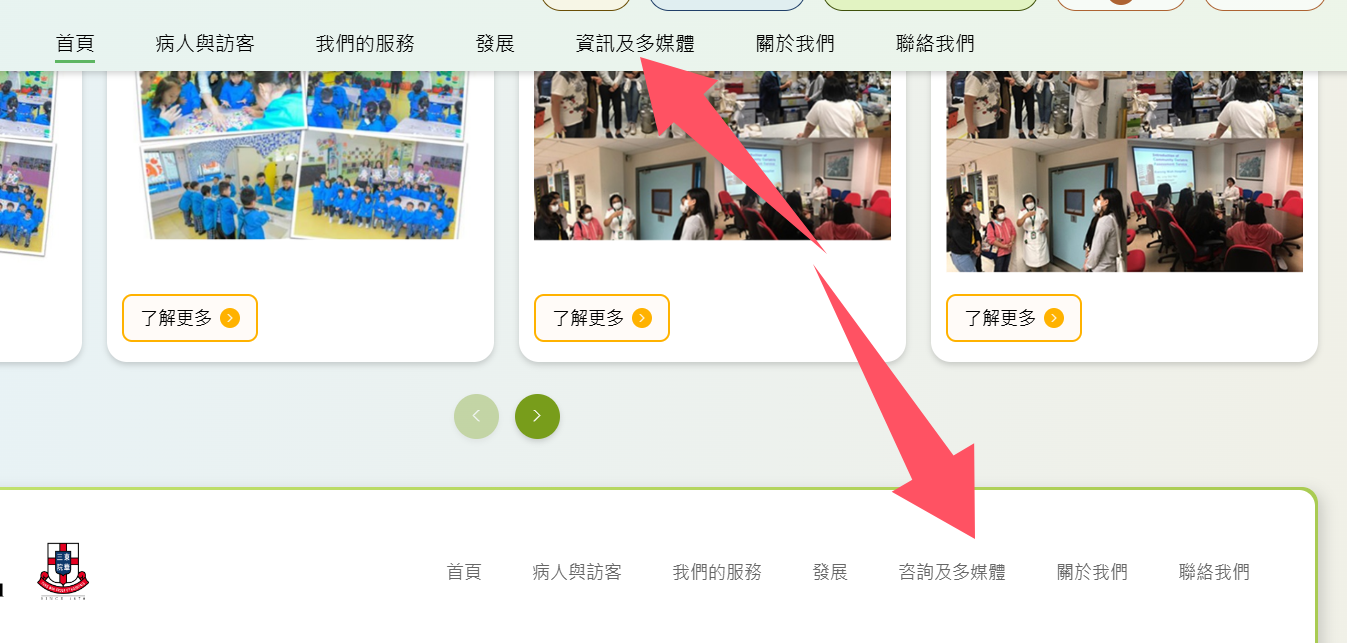 首頁 病人與訪客 我們的服務 發展 資訊及多媒體 關於我們 聯絡我們
了解更多 了解更多 了解更多
首頁 病人與訪客 我們的服務 發展 咨詢及多媒體 關於我們 聯絡我們